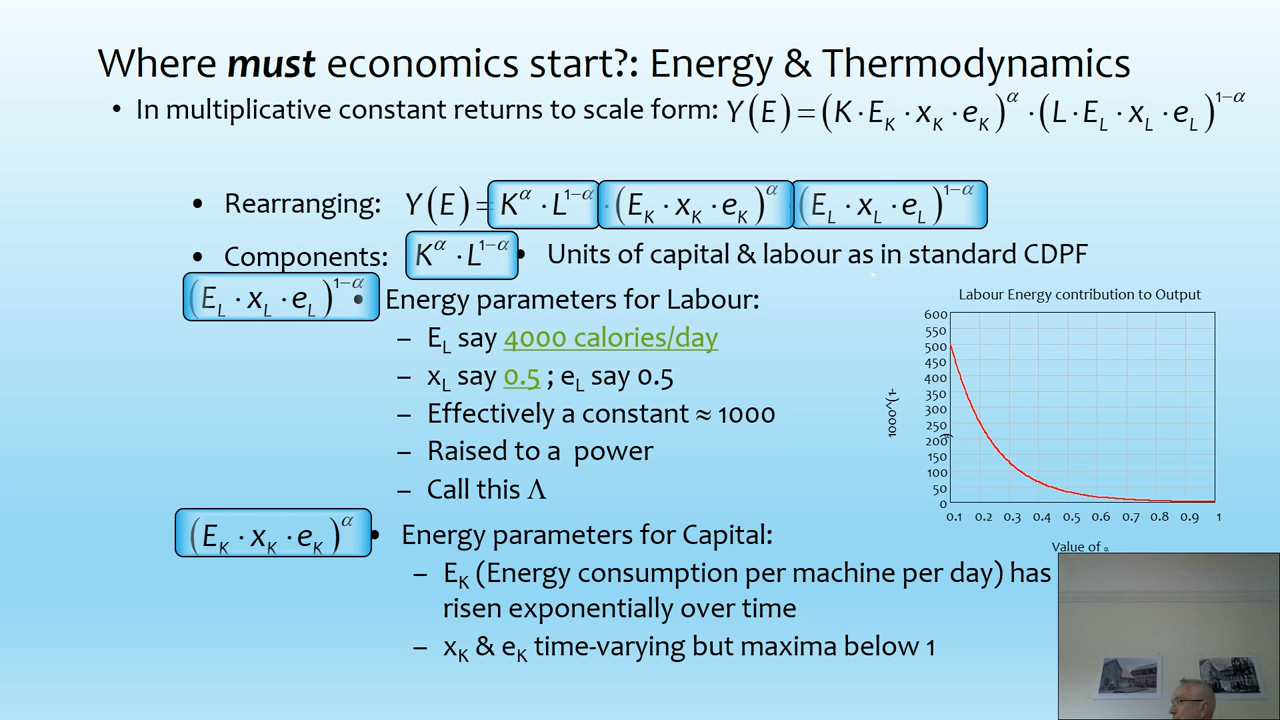 Where must economics start?: Energy & Thermodynamics
• In multiplicative constant returns to scale form: Y(E)=(K·E_K·x_K·e_K)^α·(L·E_L·x_L·e_L)^{1−α}
• Rearranging: Y(E)=K^α·L^{1−α}·(E_K·x_K·e_K)^α·(E_L·x_L·e_L)^{1−α}
• Components: K^α·L^{1−α} • Units of capital & labour as in standard CDPF
(E_L·x_L·e_L)^{1−α} • Energy parameters for Labour:
– E_L say 4000 calories/day
– x_L say 0.5 ; e_L say 0.5
– Effectively a constant ≈ 1000
– Raised to a power
– Call this Λ
Labour Energy contribution to Output
600
550
500
450
400
350
300
250
200
150
100
50
0
1000^(1-
)
0.1 0.2 0.3 0.4 0.5 0.6 0.7 0.8 0.9 1
Value of α
(E_K·x_K·e_K)^α • Energy parameters for Capital:
– E_K (Energy consumption per machine per day) has
risen exponentially over time
– x_K & e_K time-varying but maxima below 1